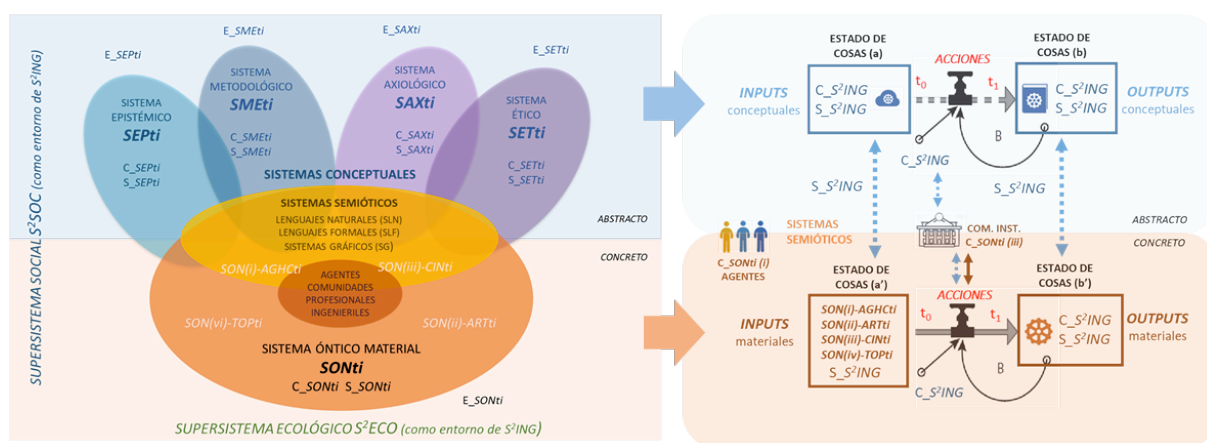 SUPERSISTEMA SOCIAL S²SOC (como entorno de S²ING)
E_SEPti
E_SMEti
E_SAXti
E_SETti
SISTEMA
EPISTÉMICO
SEPti
C_SEPti
S_SEPti
SISTEMA
METODOLÓGICO
SMEti
C_SMEti
S_SMEti
SISTEMA
AXIOLÓGICO
SAXti
C_SAXti
S_SAXti
SISTEMA
ÉTICO
SETti
C_SETti
S_SETti
SISTEMAS CONCEPTUALES
SISTEMAS SEMIÓTICOS
LENGUAJES NATURALES (SLN)
LENGUAJES FORMALES (SLF)
SISTEMAS GRÁFICOS (SG)
ABSTRACTO
CONCRETO
SON(i)-AGHCti
SON(iii)-CINti
AGENTES
COMUNIDADES
PROFESIONALES
INGENIERILES
SON(vi)-TOPti
SON(ii)-ARTti
SISTEMA ÓNTICO MATERIAL
SONti
C_SONti S_SONti
E_SONti
SUPERSISTEMA ECOLÓGICO S²ECO (como entorno de S²ING)
INPUTS
conceptuales
ESTADO DE
COSAS (a)
C_S²ING
S_S²ING
ACCIONES
t₀
t₁
ESTADO DE
COSAS (b)
C_S²ING
S_S²ING
OUTPUTS
conceptuales
B
C_S²ING
S_S²ING
S_S²ING
ABSTRACTO
CONCRETO
SISTEMAS
SEMIÓTICOS
C_SONti (i)
AGENTES
COM. INST.
C_SONti (iii)
ESTADO DE
COSAS (a')
INPUTS
materiales
SON(i)-AGHCti
SON(ii)-ARTti
SON(iii)-CINti
SON(iv)-TOPti
S_S²ING
ACCIONES
t₀
t₁
ESTADO DE
COSAS (b')
C_S²ING
S_S²ING
OUTPUTS
materiales
B
C_S²ING